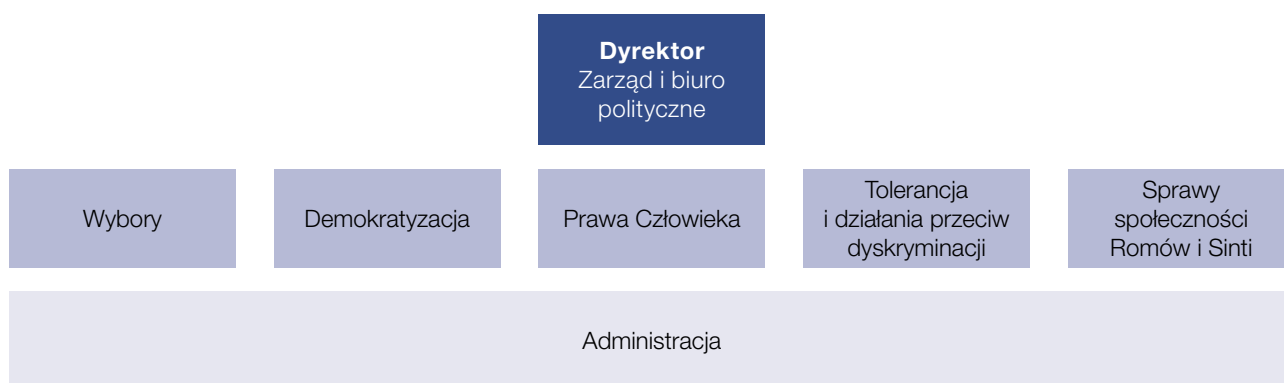 Dyrektor
Zarząd i biuro
polityczne
Wybory
Demokratyzacja
Prawa Człowieka
Tolerancja
i działania przeciw
dyskryminacji
Sprawy
społeczności
Romów i Sinti
Administracja